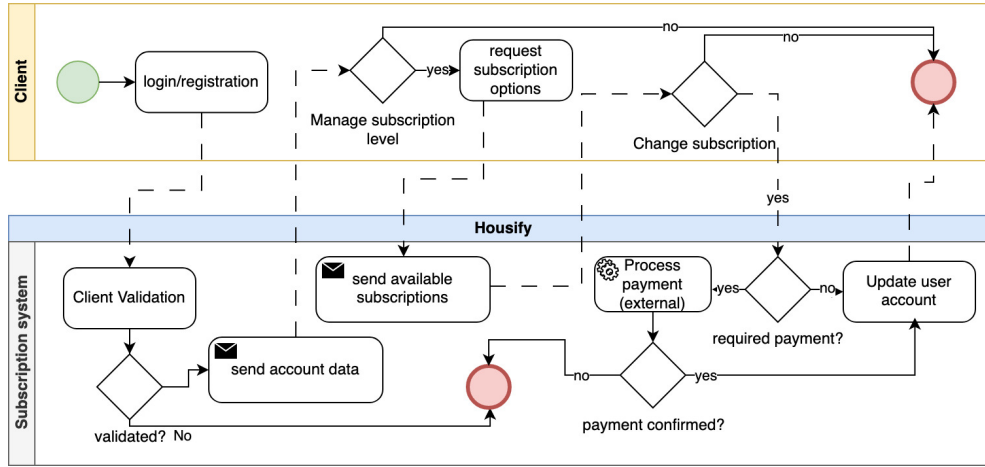 Client
login/registration
Manage subscription
level
yes
request
subscription
options
no
no
Change subscription
yes
Housify
Subscription system
Client Validation
validated?
No
send account data
send available
subscriptions
Process
payment
(external)
yes
required payment?
no
Update user
account
no
payment confirmed?
yes